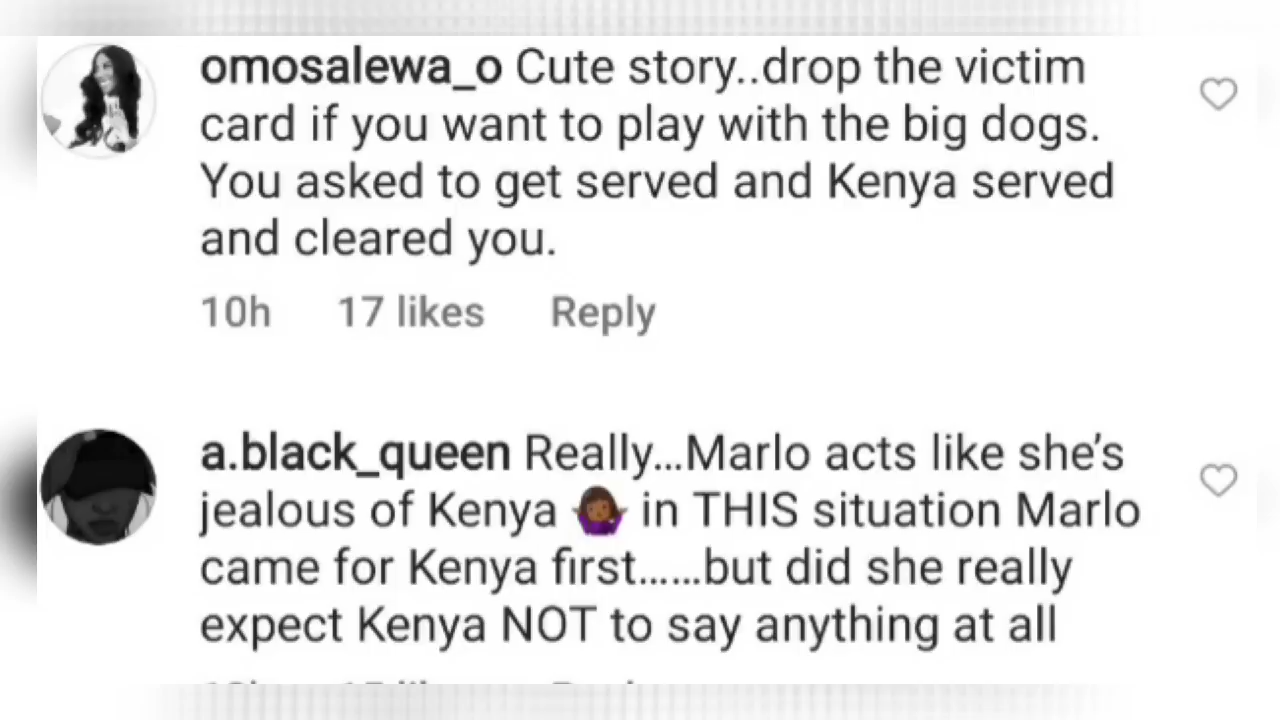 omosalewa_o Cute story..drop the victim
card if you want to play with the big dogs.
You asked to get served and Kenya served
and cleared you.
10h 17 likes Reply
a.black_queen Really...Marlo acts like she's
jealous of Kenya 🤷🏾‍♀️ in THIS situation Marlo
came for Kenya first......but did she really
expect Kenya NOT to say anything at all